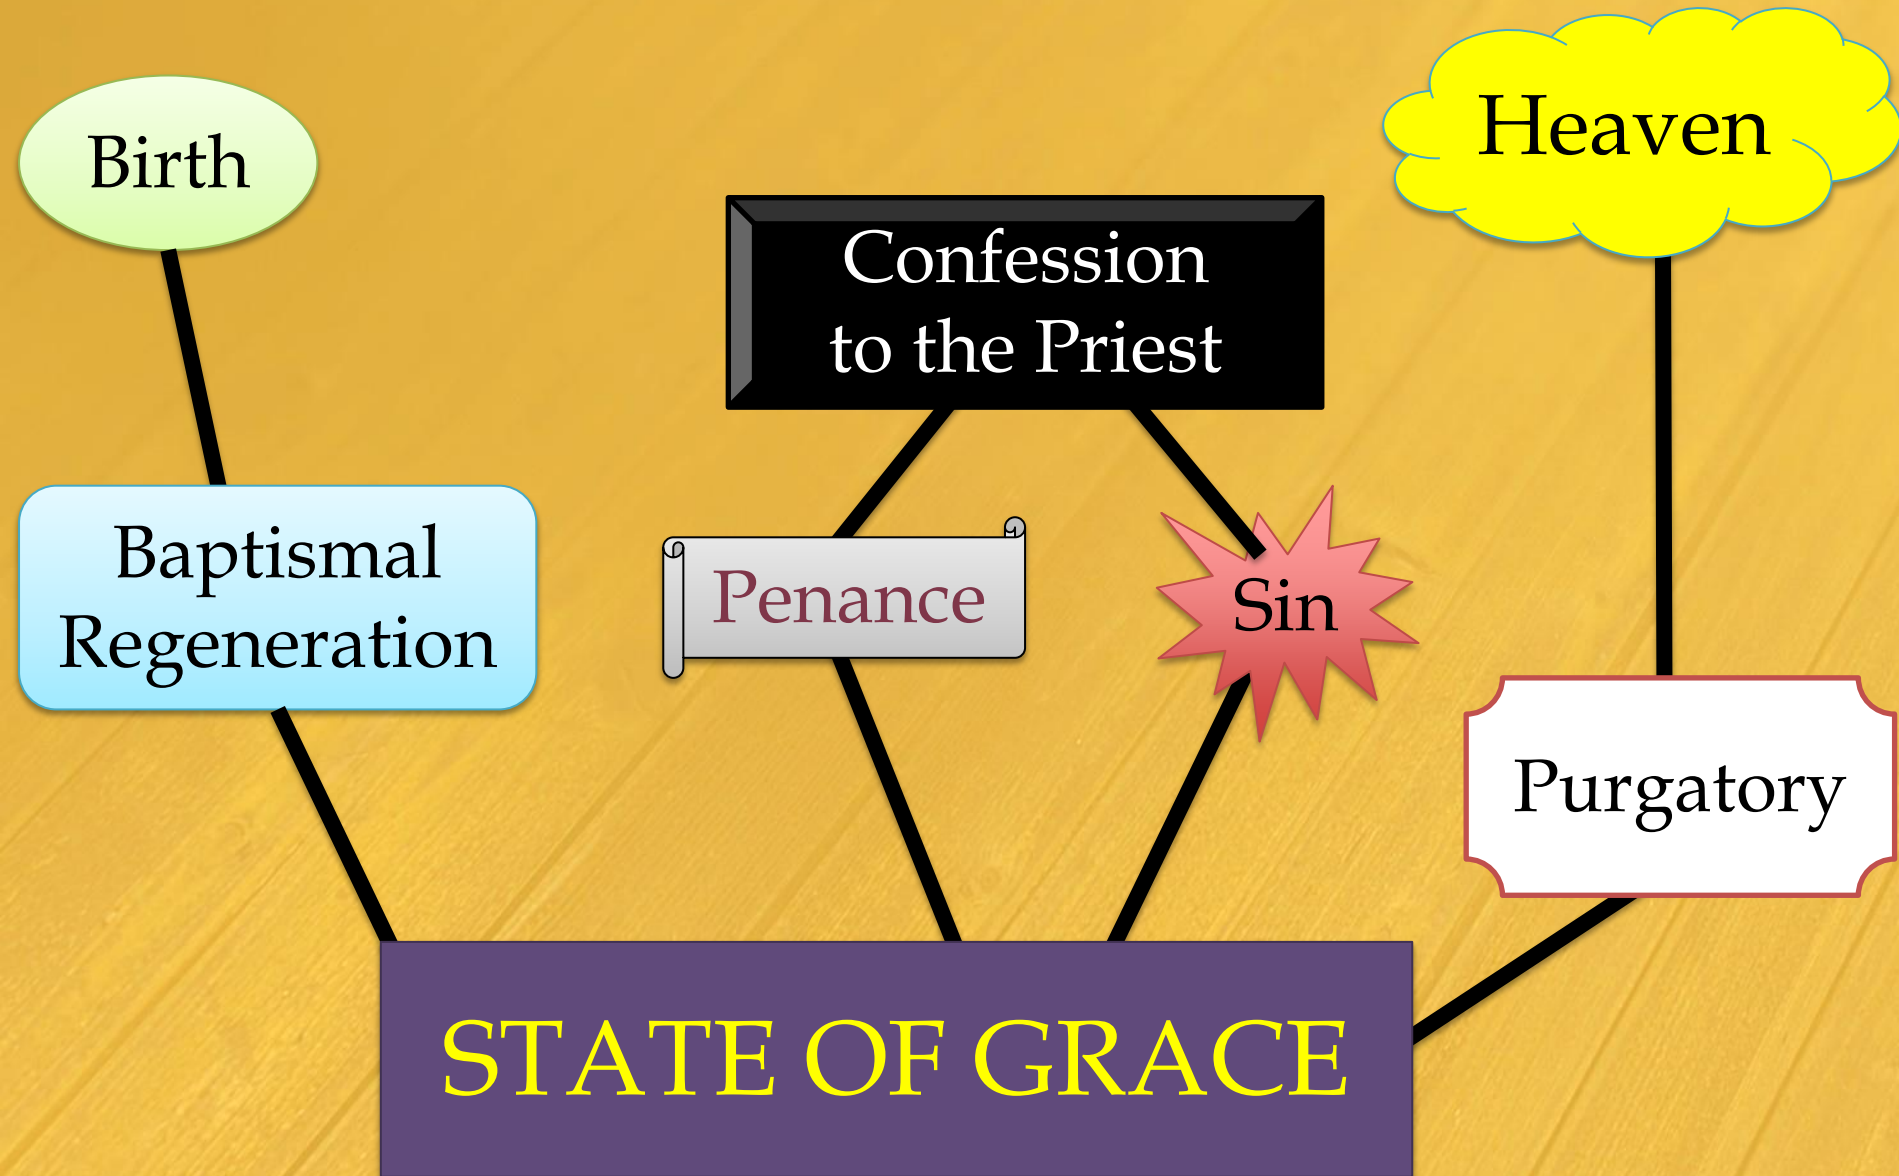 Birth
Heaven
Confession
to the Priest
Baptismal
Regeneration
Penance
Sin
Purgatory
STATE OF GRACE